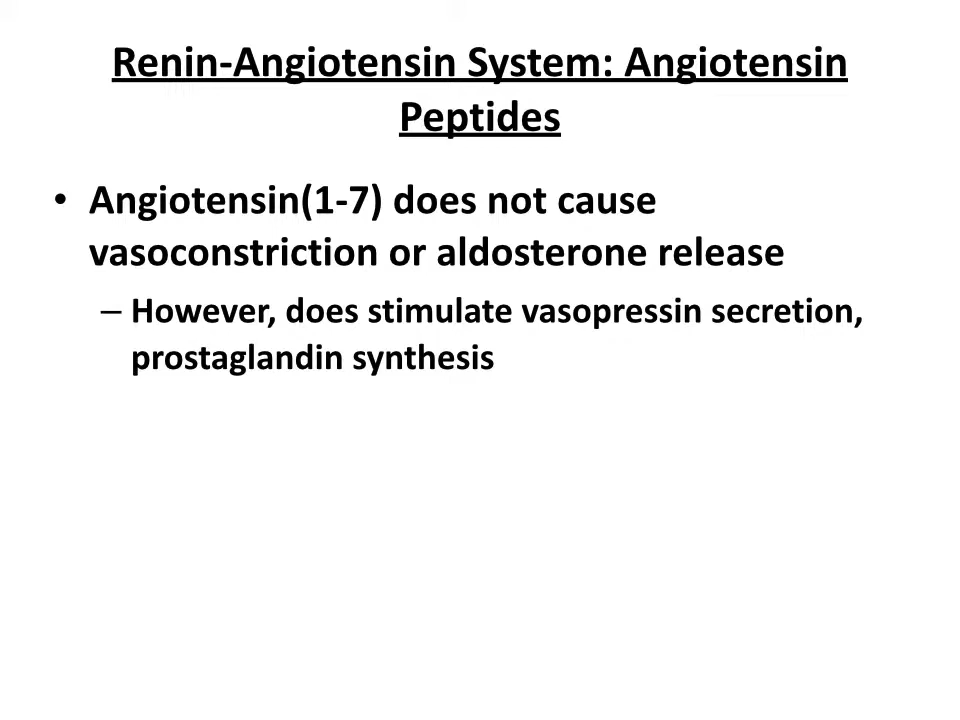 Renin-Angiotensin System: Angiotensin
Peptides
• Angiotensin(1-7) does not cause
vasoconstriction or aldosterone release
– However, does stimulate vasopressin secretion,
prostaglandin synthesis